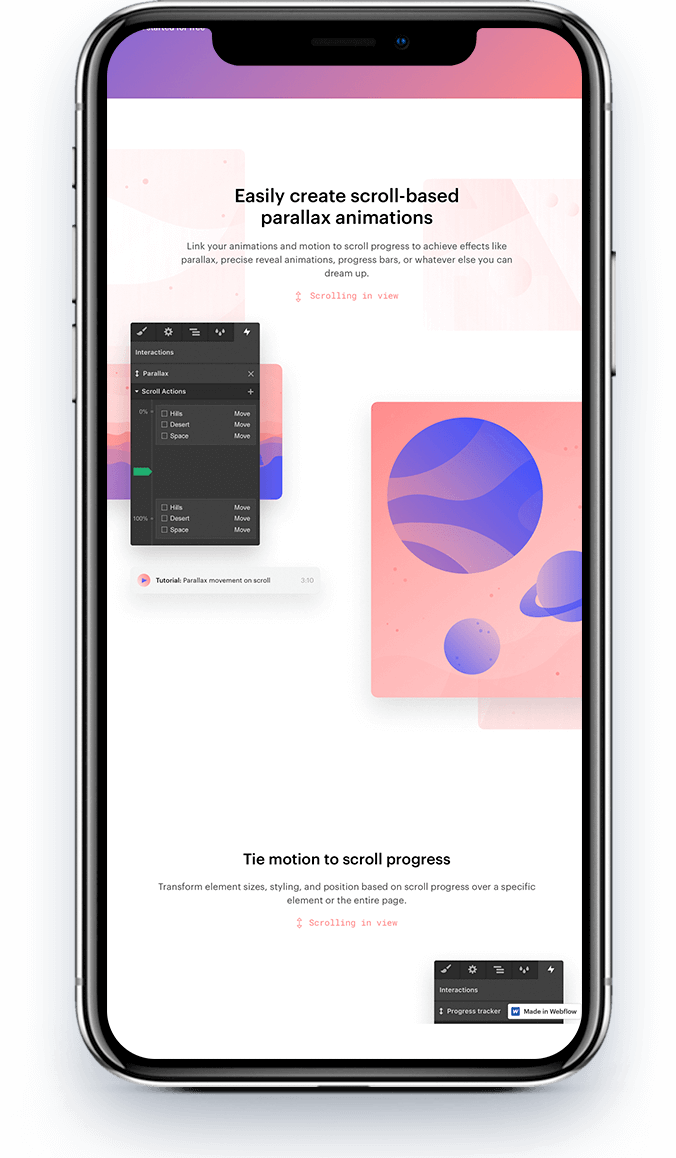 started for free
Easily create scroll-based
parallax animations
Link your animations and motion to scroll progress to achieve effects like
parallax, precise reveal animations, progress bars, or whatever else you can
dream up.
Scrolling in view
Interactions
Parallax
Scroll Actions
0%
Hills Move
Desert Move
Space Move
Hills Move
100% Desert Move
Space Move
Tutorial: Parallax movement on scroll 3:10
Tie motion to scroll progress
Transform element sizes, styling, and position based on scroll progress over a specific
element or the entire page.
Scrolling in view
Interactions
Progress tracker
W Made in Webflow